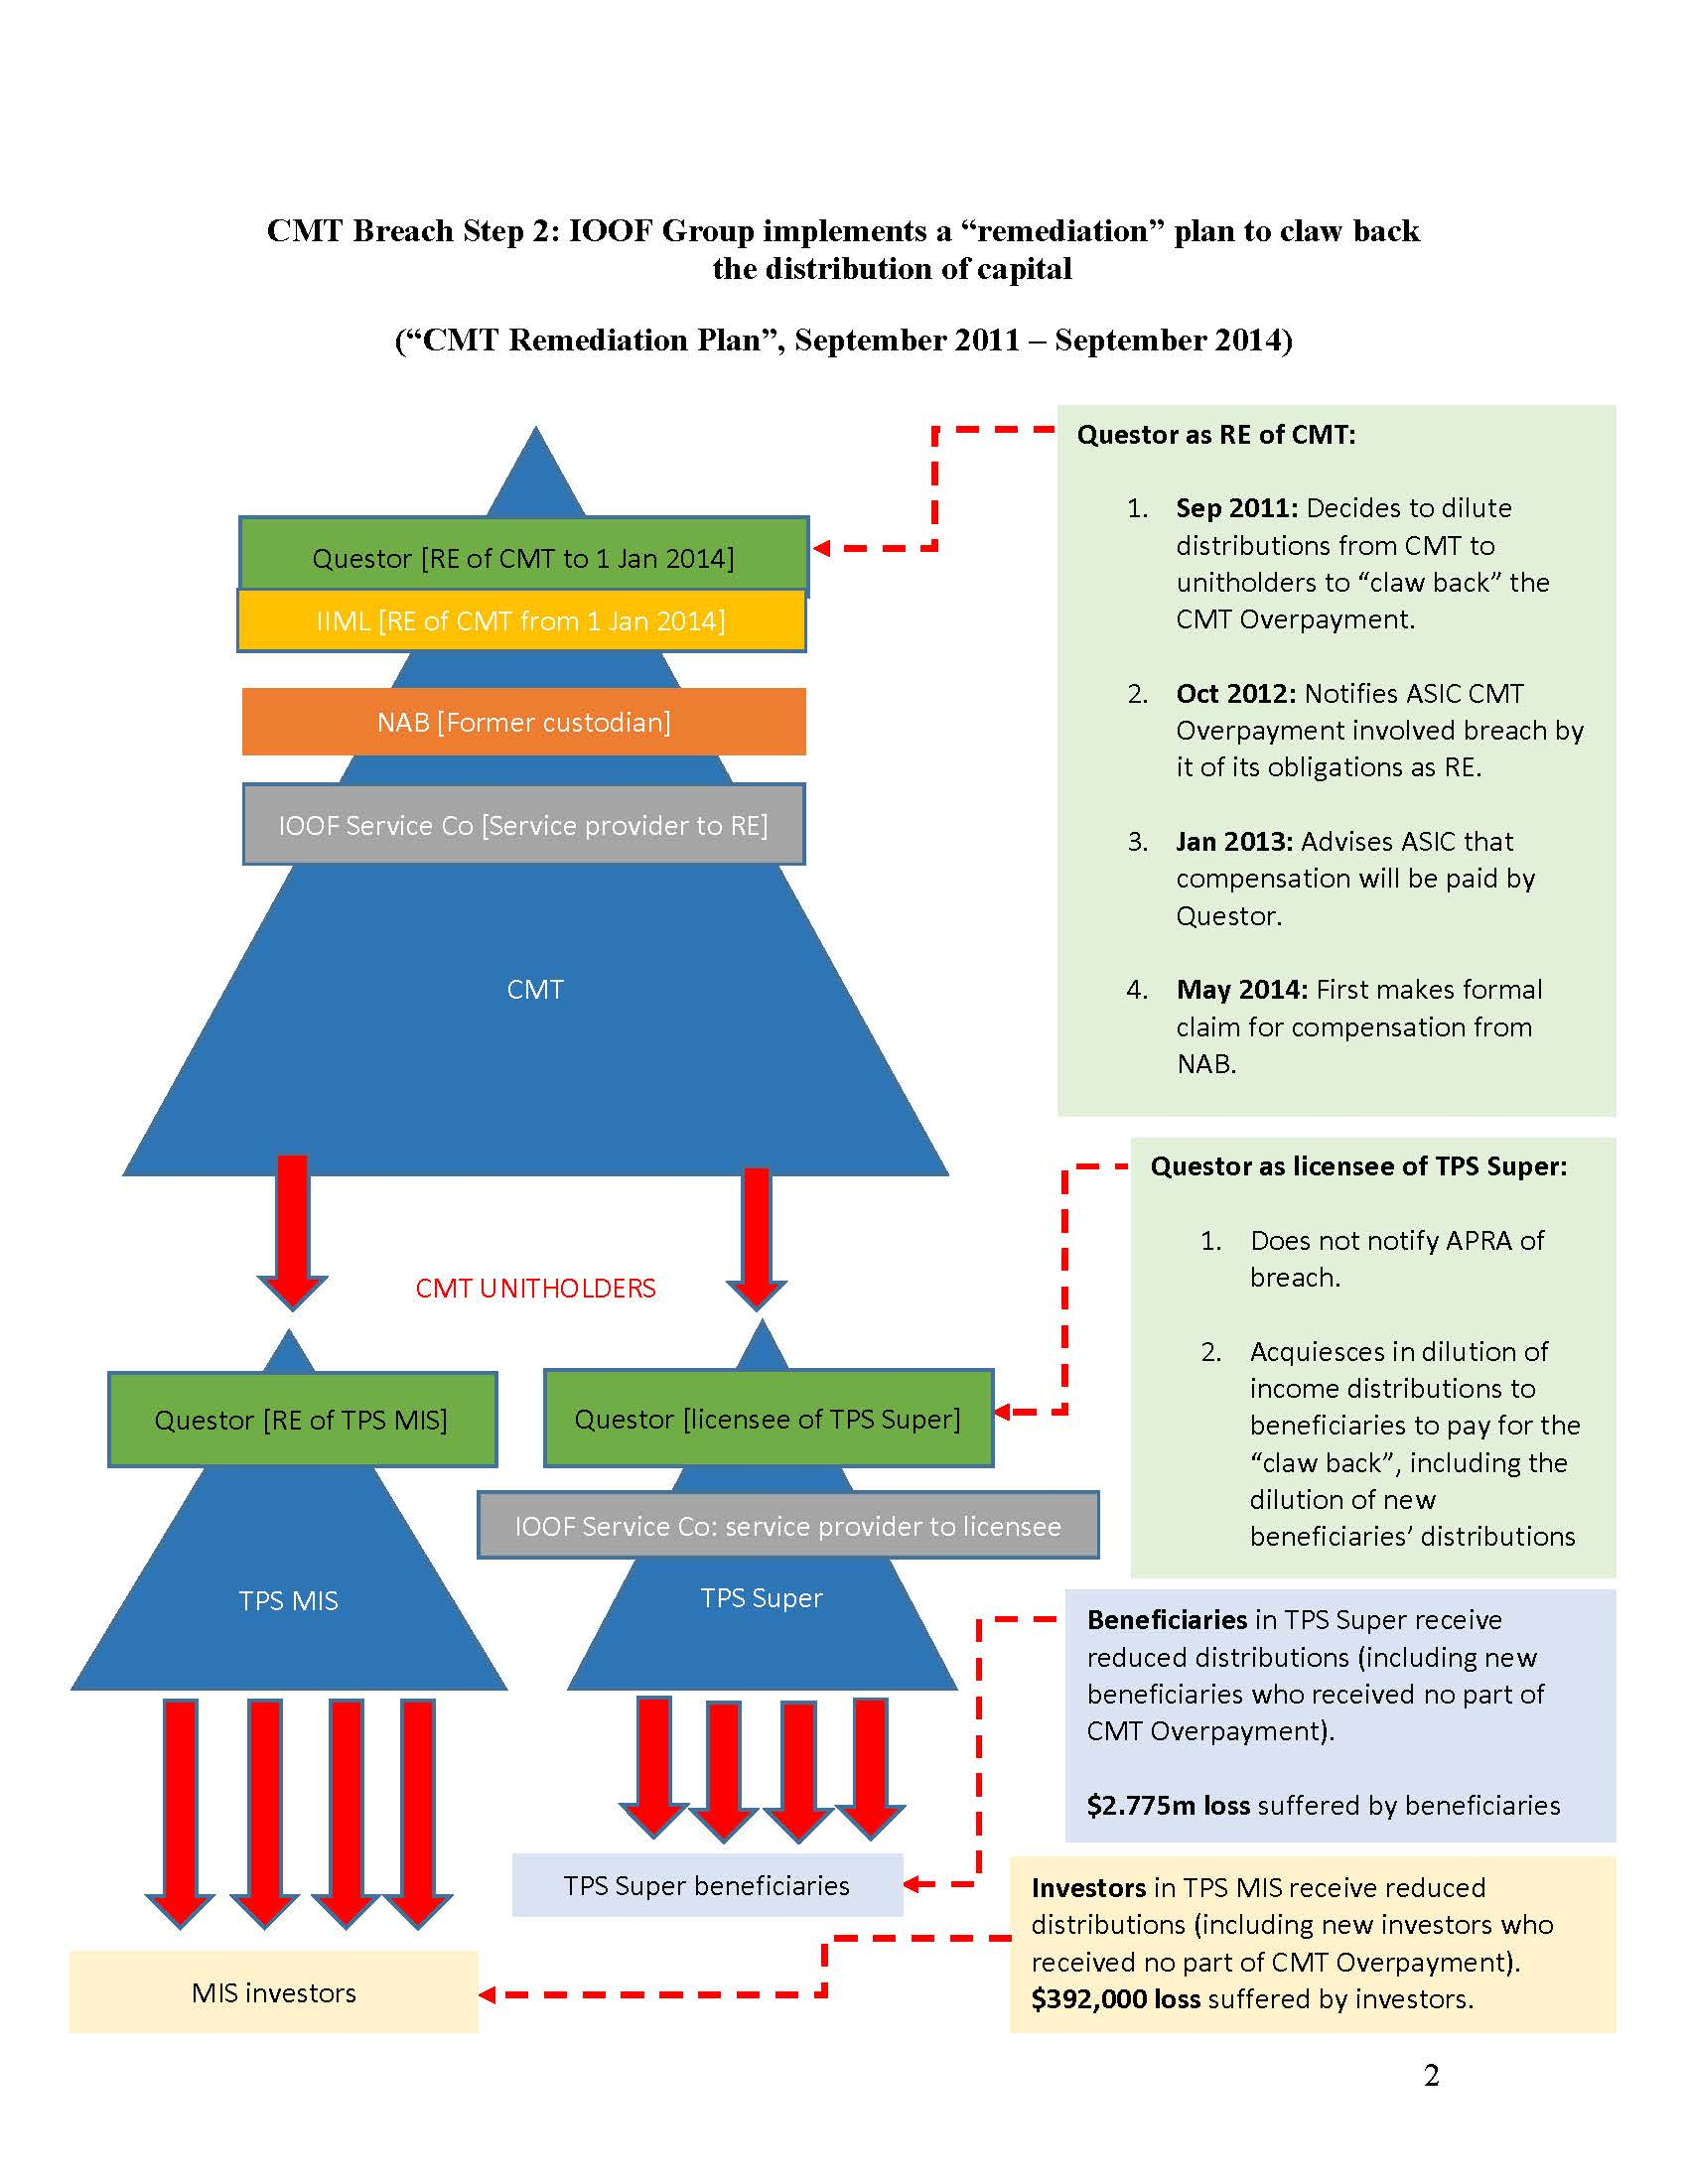 CMT Breach Step 2: IOOF Group implements a “remediation” plan to claw back
the distribution of capital
(“CMT Remediation Plan”, September 2011 – September 2014)
Questor [RE of CMT to 1 Jan 2014]
IIML [RE of CMT from 1 Jan 2014]
NAB [Former custodian]
IOOF Service Co [Service provider to RE]
CMT
Questor as RE of CMT:
1. Sep 2011: Decides to dilute
distributions from CMT to
unitholders to “claw back” the
CMT Overpayment.
2. Oct 2012: Notifies ASIC CMT
Overpayment involved breach by
it of its obligations as RE.
3. Jan 2013: Advises ASIC that
compensation will be paid by
Questor.
4. May 2014: First makes formal
claim for compensation from
NAB.
CMT UNITHOLDERS
Questor [RE of TPS MIS]
TPS MIS
Questor [licensee of TPS Super]
IOOF Service Co: service provider to licensee
TPS Super
Questor as licensee of TPS Super:
1. Does not notify APRA of
breach.
2. Acquiesces in dilution of
income distributions to
beneficiaries to pay for the
“claw back”, including the
dilution of new
beneficiaries’ distributions
Beneficiaries in TPS Super receive
reduced distributions (including new
beneficiaries who received no part of
CMT Overpayment).
$2.775m loss suffered by beneficiaries
TPS Super beneficiaries
Investors in TPS MIS receive reduced
distributions (including new investors who
received no part of CMT Overpayment).
$392,000 loss suffered by investors.
MIS investors
2